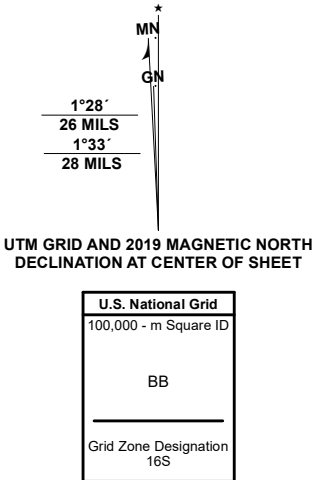 MN
GN
1°28´
26 MILS
1°33´
28 MILS
UTM GRID AND 2019 MAGNETIC NORTH
DECLINATION AT CENTER OF SHEET
U.S. National Grid
100,000 - m Square ID
BB
Grid Zone Designation
16S